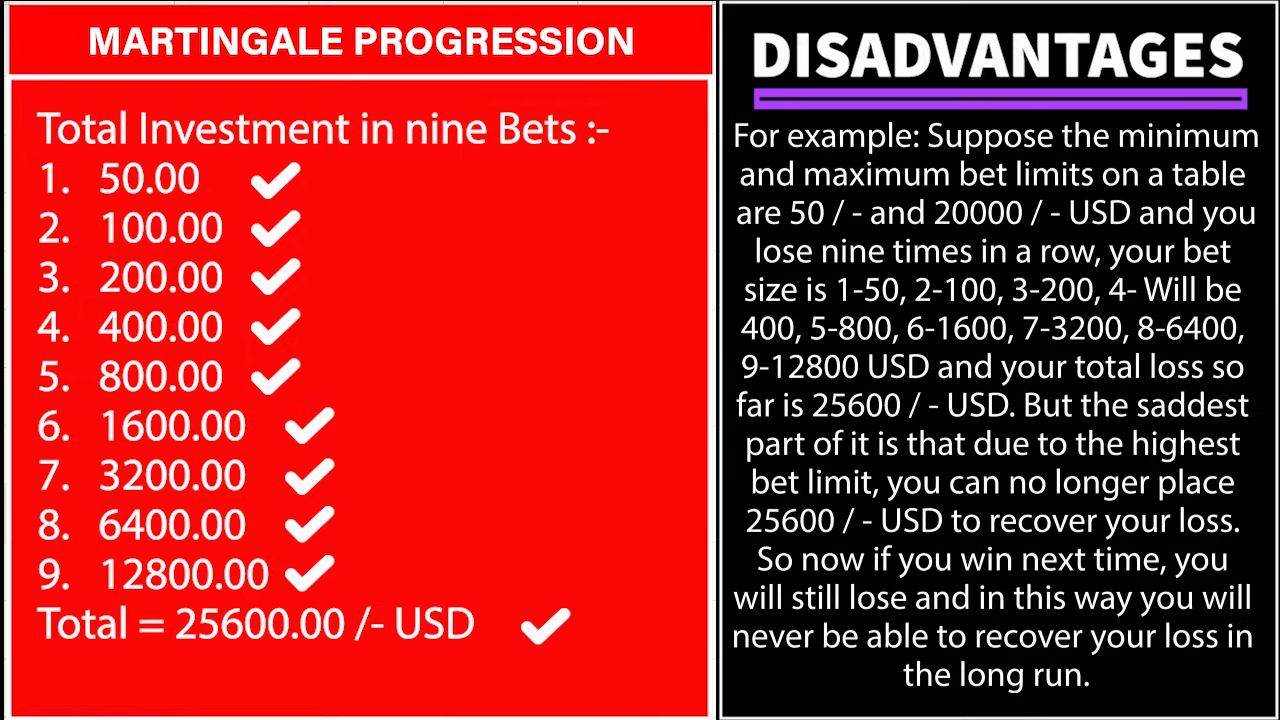 MARTINGALE PROGRESSION
Total Investment in nine Bets :-
1. 50.00
2. 100.00
3. 200.00
4. 400.00
5. 800.00
6. 1600.00
7. 3200.00
8. 6400.00
9. 12800.00
Total = 25600.00 /- USD
DISADVANTAGES
For example: Suppose the minimum
and maximum bet limits on a table
are 50 / - and 20000 / - USD and you
lose nine times in a row, your bet
size is 1-50, 2-100, 3-200, 4- Will be
400, 5-800, 6-1600, 7-3200, 8-6400,
9-12800 USD and your total loss so
far is 25600 / - USD. But the saddest
part of it is that due to the highest
bet limit, you can no longer place
25600 / - USD to recover your loss.
So now if you win next time, you
will still lose and in this way you will
never be able to recover your loss in
the long run.